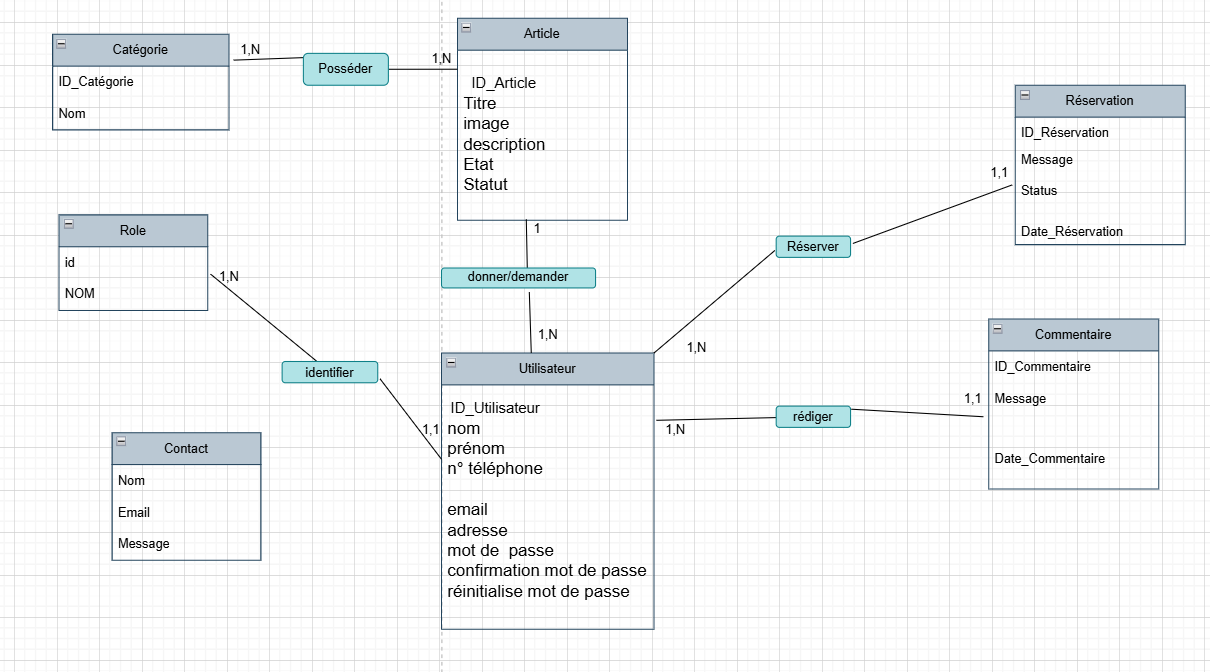 Catégorie
ID_Catégorie
Nom
1,N
Posséder
1,N
Article
ID_Article
Titre
image
description
Etat
Statut
1
donner/demander
1,N
Réservation
ID_Réservation
Message
Status
Date_Réservation
1,1
Réserver
1,N
Role
id
NOM
1,N
identifier
1,1
Utilisateur
ID_Utilisateur
nom
prénom
n° téléphone
email
adresse
mot de  passe
confirmation mot de passe
réinitialise mot de passe
1,N
rédiger
1,1
Commentaire
ID_Commentaire
Message
Date_Commentaire
Contact
Nom
Email
Message